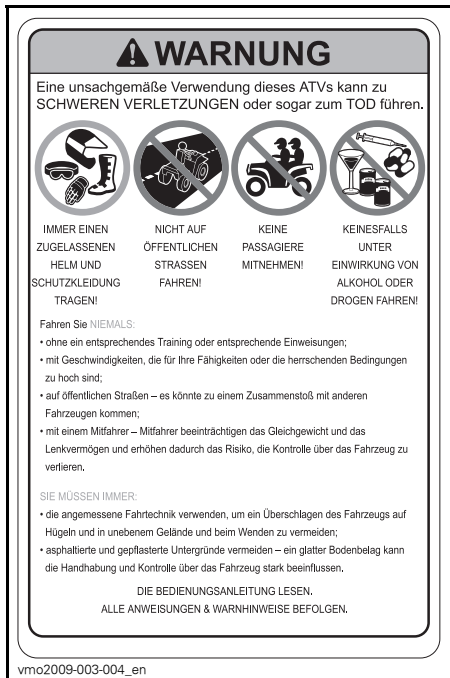 WARNUNG
Eine unsachgemäße Verwendung dieses ATVs kann zu
SCHWEREN VERLETZUNGEN oder sogar zum TOD führen.
IMMER EINEN
ZUGELASSENEN
HELM UND
SCHUTZKLEIDUNG
TRAGEN!
NICHT AUF
ÖFFENTLICHEN
STRASSEN
FAHREN!
KEINE
PASSAGIERE
MITNEHMEN!
KEINESFALLS
UNTER
EINWIRKUNG VON
ALKOHOL ODER
DROGEN FAHREN!
Fahren Sie NIEMALS:
• ohne ein entsprechendes Training oder entsprechende Einweisungen;
• mit Geschwindigkeiten, die für Ihre Fähigkeiten oder die herrschenden Bedingungen
zu hoch sind;
• auf öffentlichen Straßen – es könnte zu einem Zusammenstoß mit anderen
Fahrzeugen kommen;
• mit einem Mitfahrer – Mitfahrer beeinträchtigen das Gleichgewicht und das
Lenkvermögen und erhöhen dadurch das Risiko, die Kontrolle über das Fahrzeug zu
verlieren.
SIE MÜSSEN IMMER:
• die angemessene Fahrtechnik verwenden, um ein Überschlagen des Fahrzeugs auf
Hügeln und in unebenem Gelände und beim Wenden zu vermeiden;
• asphaltierte und gepflasterte Untergründe vermeiden – ein glatter Bodenbelag kann
die Handhabung und Kontrolle über das Fahrzeug stark beeinflussen.
DIE BEDIENUNGSANLEITUNG LESEN.
ALLE ANWEISUNGEN & WARNHINWEISE BEFOLGEN.
vmo2009-003-004_en